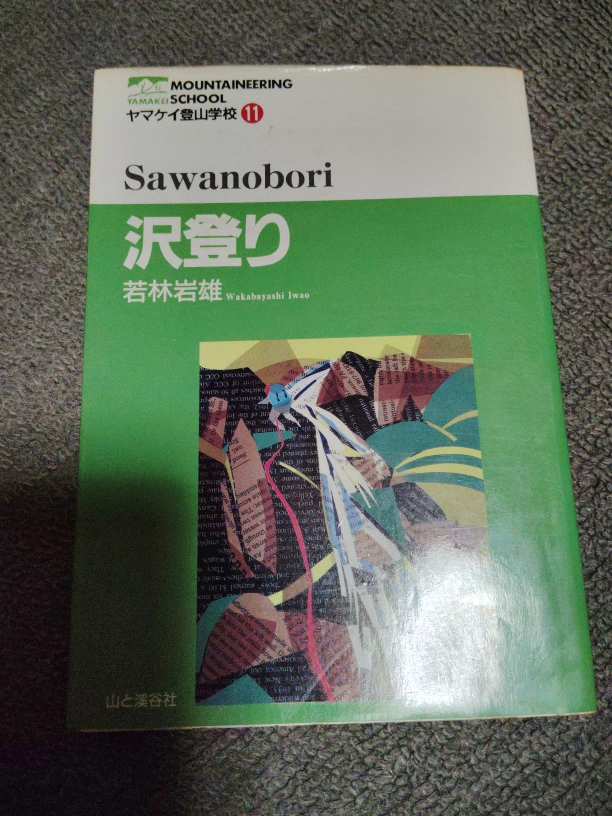 MOUNTAINEERING
YAMAKEI SCHOOL
ヤマケイ登山学校 11
Sawanobori
沢登り
若林岩雄 Wakabayashi Iwao
山と溪谷社